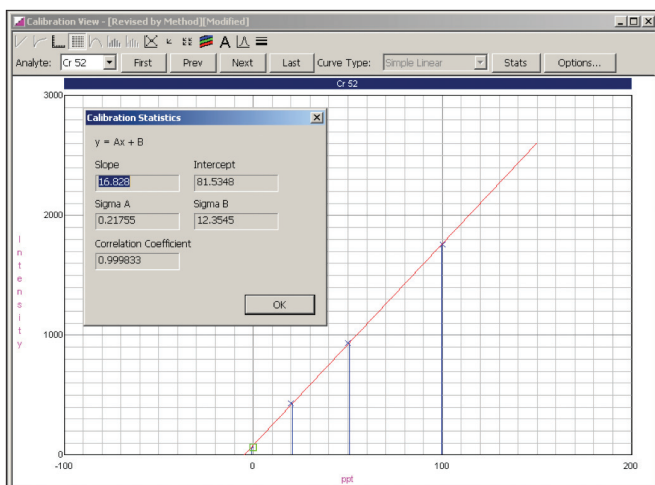 Calibration View - [Revised by Method][Modified]
Analyte: Cr 52 First Prev Next Last Curve Type: Simple Linear Stats Options...
Cr 52
3000
2000
1000
0
Intensity
-100 0 100 200
ppt
Calibration Statistics
y = Ax + B
Slope Intercept
16.828 81.5348
Sigma A Sigma B
0.21755 12.3545
Correlation Coefficient
0.999833
OK